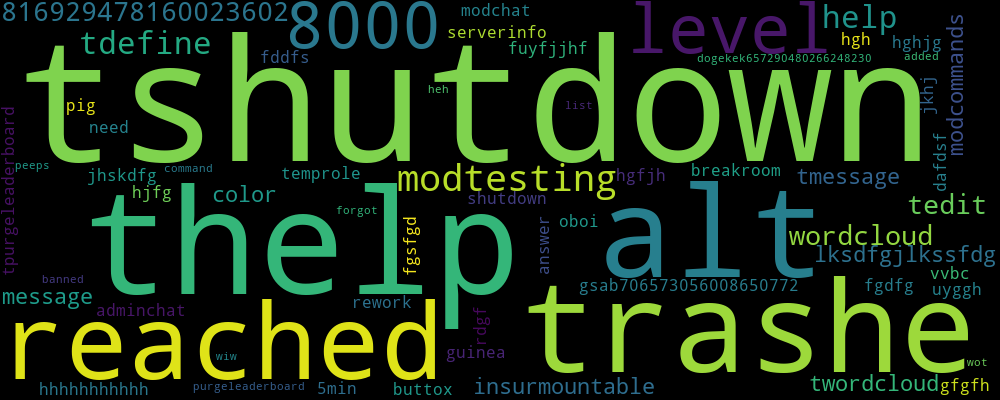 816929478160023602
8000
modchat
level
help
tdefine
serverinfo
fuyfjjhf
hgh
hghjg
fddfs
dogekek657290480266248230
added
tshutdown
heh
list
pig
need
jkhj
modcommands
tpurgeleaderboard
peeps
jhskdfg
command
temprole
modtesting
hgfjh
breakroom
tmessage
dafdsf
hjfg
color
shutdown
thelp
forgot
fgsfgd
answer
oboi
alt
tedit
wordcloud
lksdfgjlkssfdg
banned
gsab706573056008650772
fgdfg
vvbc
uyggh
message
adminchat
rework
rdgf
reached
trashe
wiw
guinea
wot
hhhhhhhhhhh
purgeleaderboard
5min
buttox
insurmountable
twordcloud
gfgfh